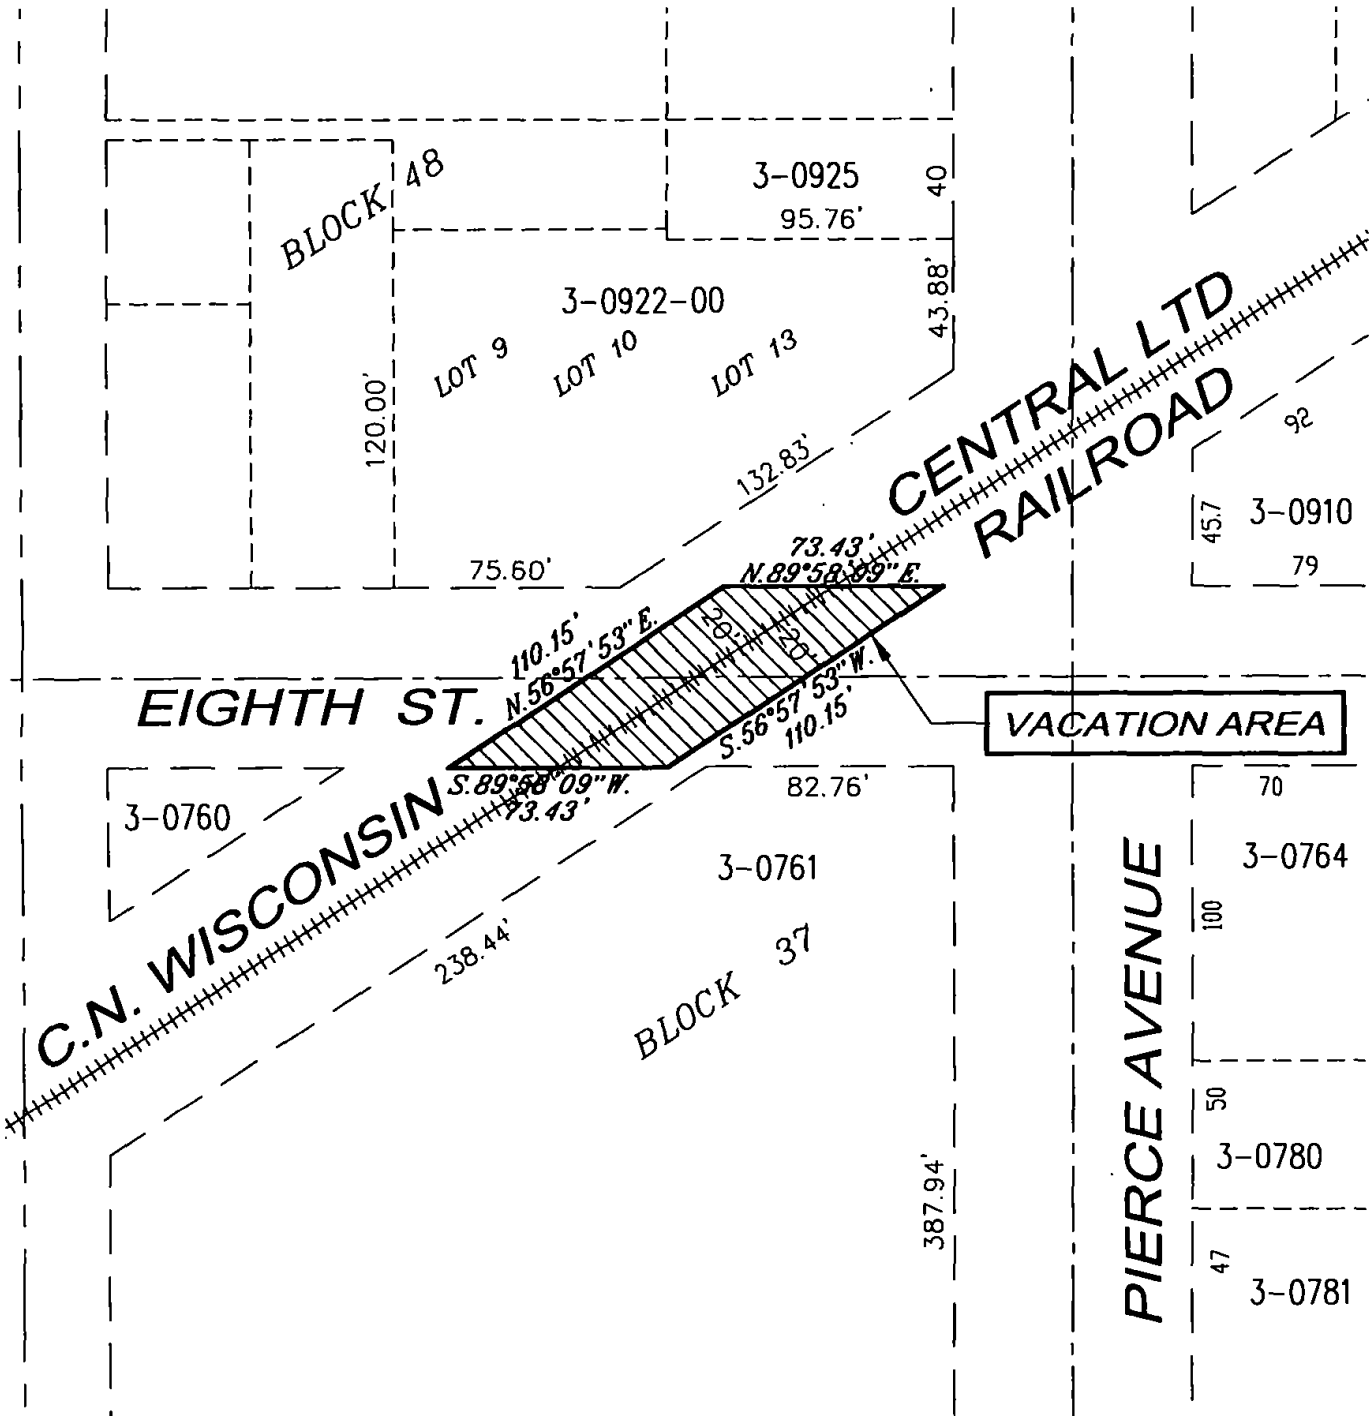 BLOCK 48
3-0925
95.76'
40
3-0922-00
43.88'
LOT 9
LOT 10
LOT 13
120.00'
132.83'
CENTRAL LTD
RAILROAD
92
45.7
3-0910
79
75.60'
73.43'
N.89°58'09"E.
110.15'
N.56°57'53"E.
20'
20'
S.56°57'53"W.
110.15'
EIGHTH ST.
VACATION AREA
S.89°58'09"W.
73.43'
82.76'
70
3-0760
C.N. WISCONSIN
3-0761
3-0764
100
238.44'
BLOCK 37
PIERCE AVENUE
50
3-0780
387.94'
47
3-0781